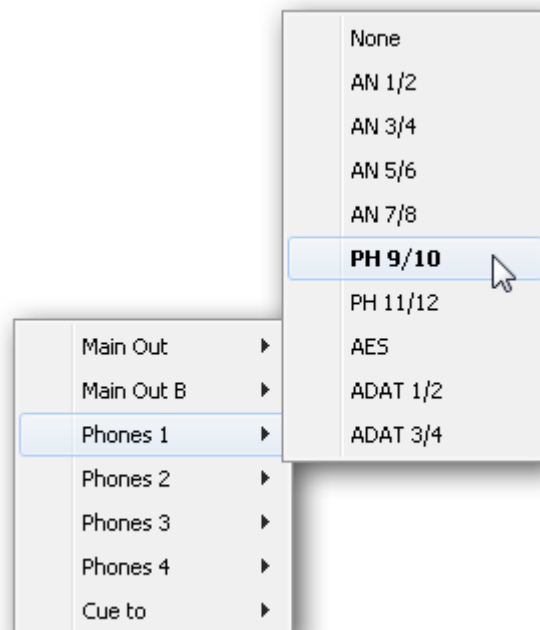 None
AN 1/2
AN 3/4
AN 5/6
AN 7/8
PH 9/10
PH 11/12
AES
ADAT 1/2
ADAT 3/4
Main Out
Main Out B
Phones 1
Phones 2
Phones 3
Phones 4
Cue to